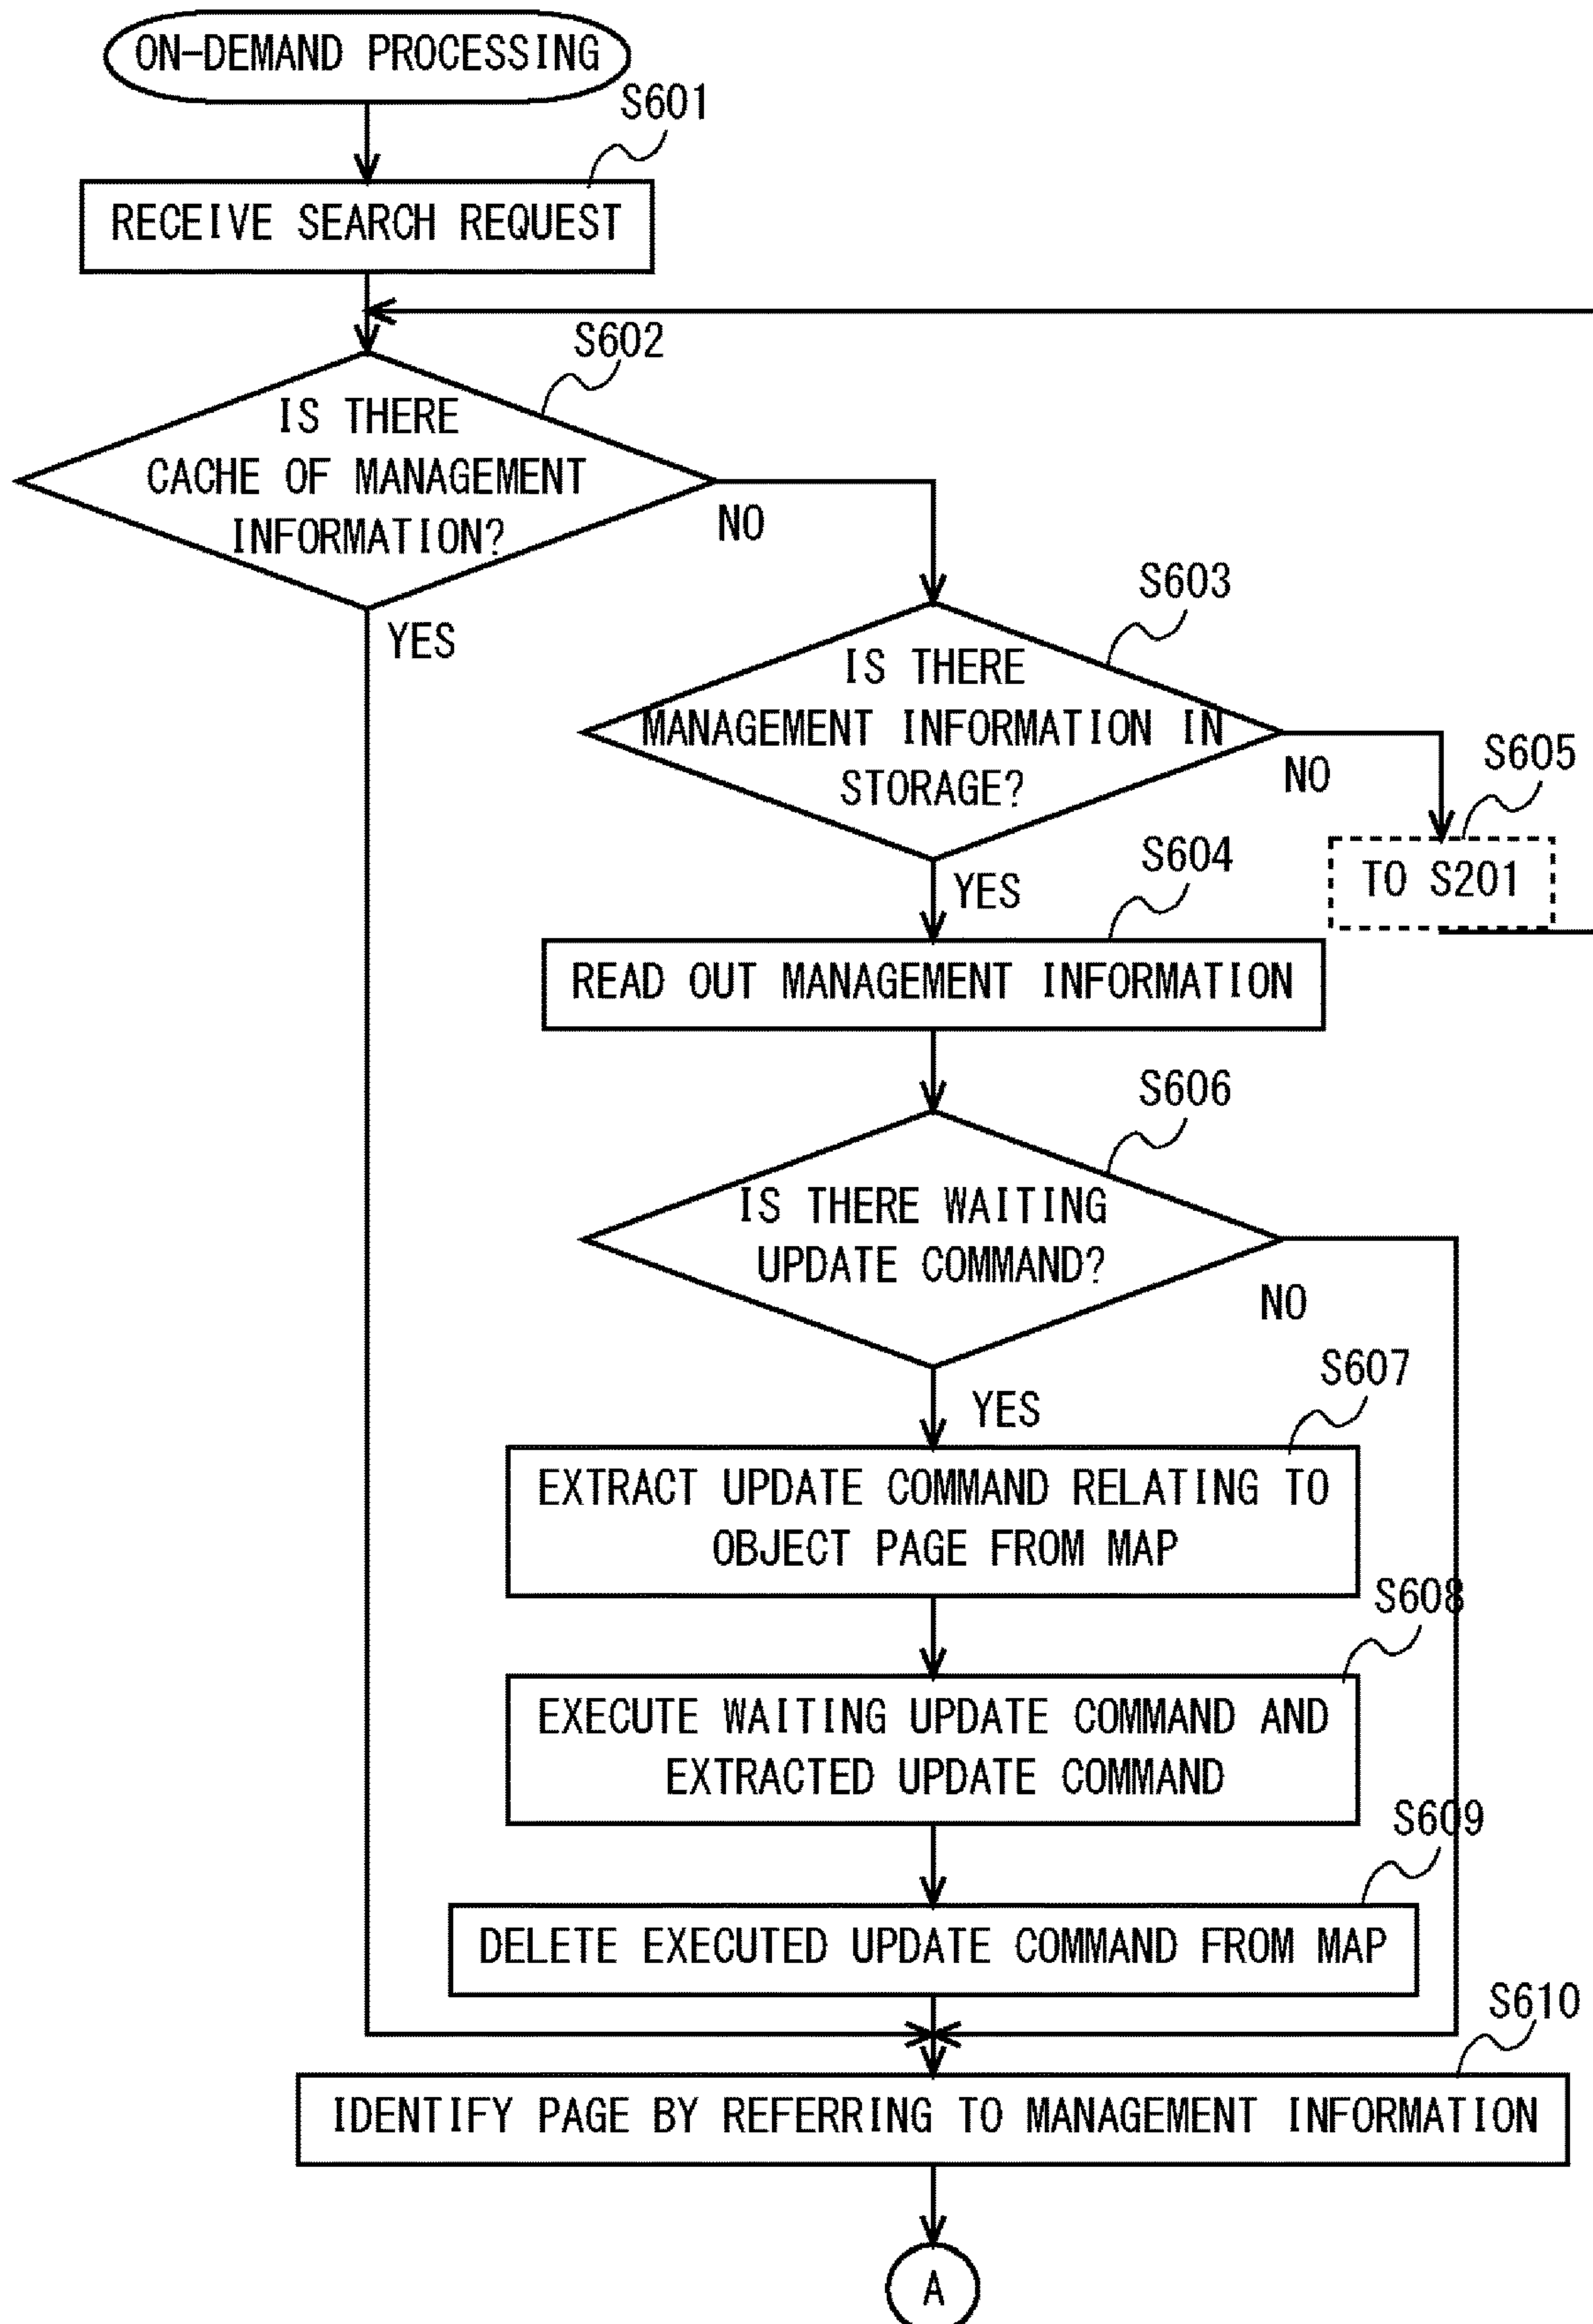 ON-DEMAND PROCESSING
S601
RECEIVE SEARCH REQUEST
S602
IS THERE
CACHE OF MANAGEMENT
INFORMATION?
NO
YES
S603
IS THERE
MANAGEMENT INFORMATION IN
STORAGE?
NO
S605
TO S201
YES
S604
READ OUT MANAGEMENT INFORMATION
S606
IS THERE WAITING
UPDATE COMMAND?
NO
YES
S607
EXTRACT UPDATE COMMAND RELATING TO
OBJECT PAGE FROM MAP
S608
EXECUTE WAITING UPDATE COMMAND AND
EXTRACTED UPDATE COMMAND
S609
DELETE EXECUTED UPDATE COMMAND FROM MAP
S610
IDENTIFY PAGE BY REFERRING TO MANAGEMENT INFORMATION
A